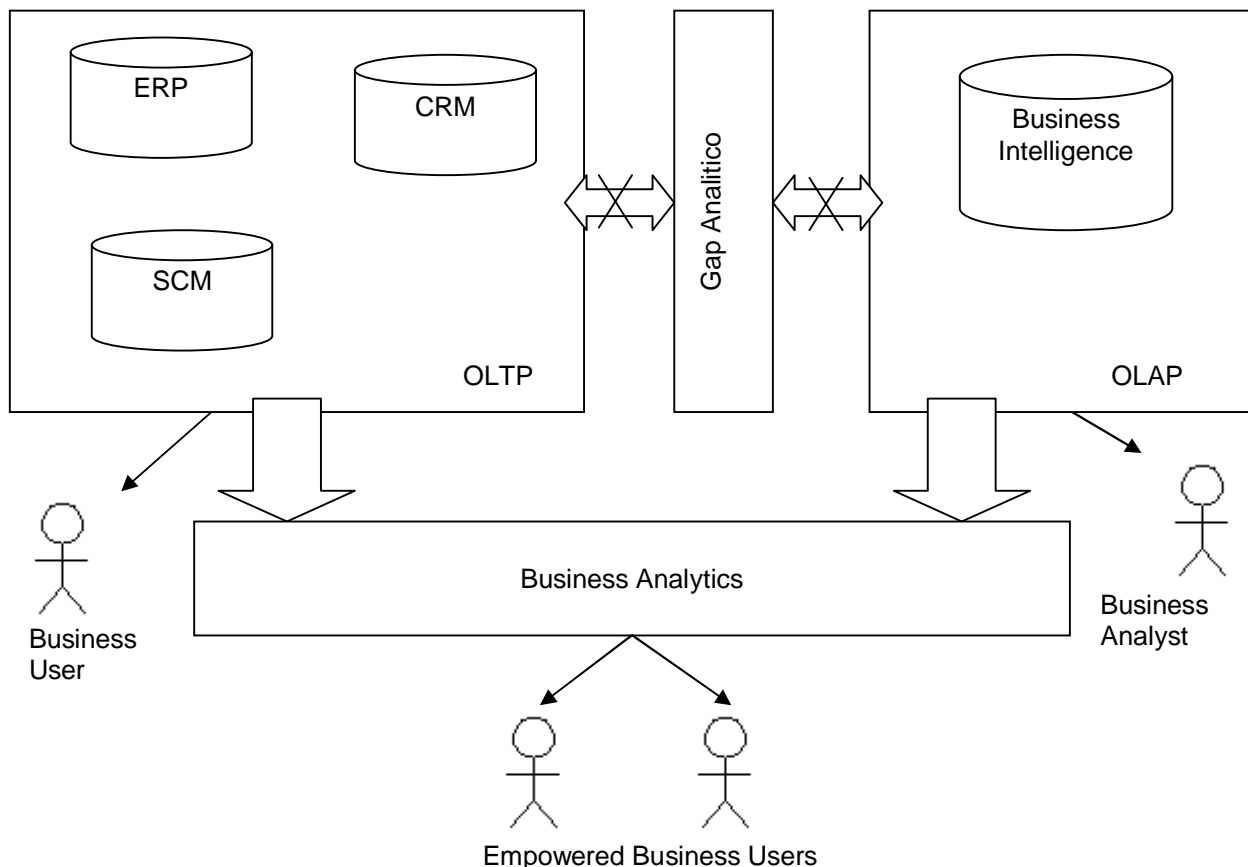 ERP
CRM
SCM
OLTP
Gap Analitico
Business
Intelligence
OLAP
Business
User
Business Analytics
Business
Analyst
Empowered Business Users